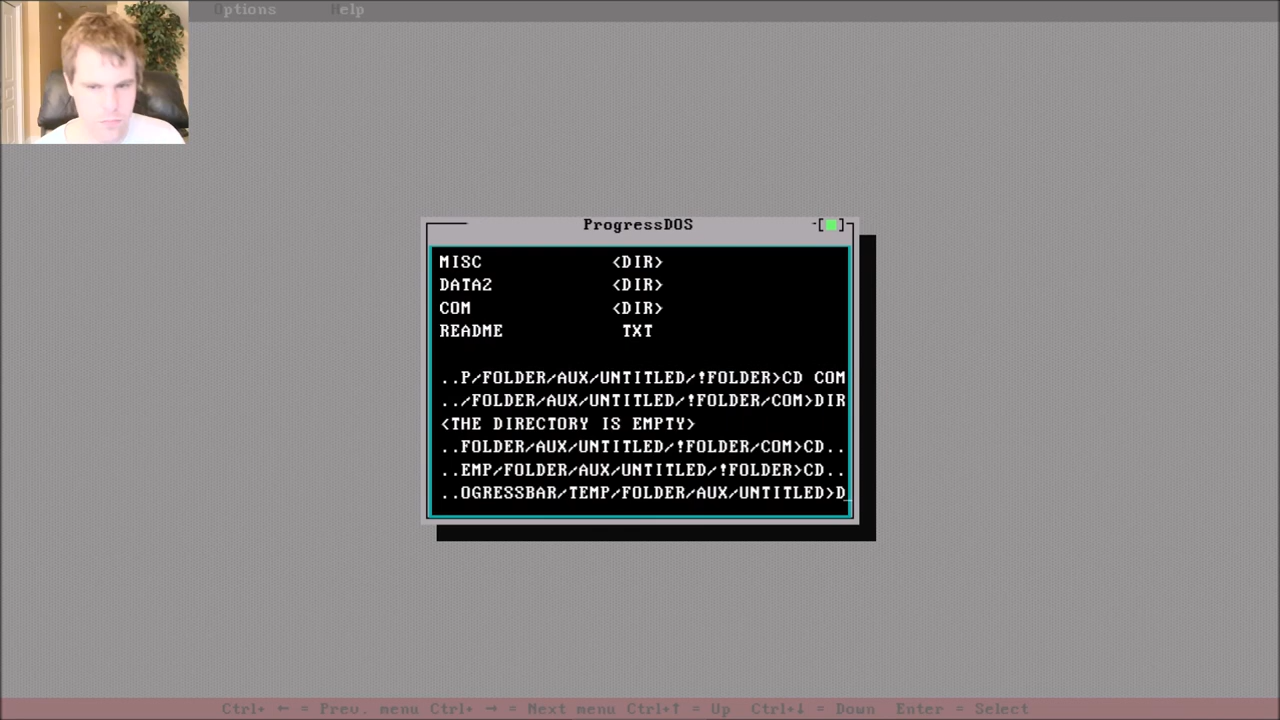 Options Help
ProgressDOS
MISC <DIR>
DATA2 <DIR>
COM <DIR>
README TXT
..P/FOLDER/AUX/UNTITLED/!FOLDER>CD COM
../FOLDER/AUX/UNTITLED/!FOLDER/COM>DIR
<THE DIRECTORY IS EMPTY>
..FOLDER/AUX/UNTITLED/!FOLDER/COM>CD..
..EMP/FOLDER/AUX/UNTITLED/!FOLDER>CD..
..OGRESSBAR/TEMP/FOLDER/AUX/UNTITLED>D_
Ctrl+ ← = Prev. menu Ctrl+ → = Next menu Ctrl+↑ = Up Ctrl+↓ = Down Enter = Select